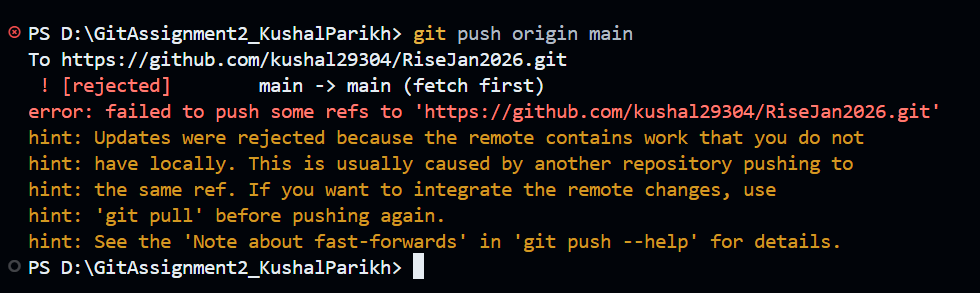 PS D:\GitAssignment2_KushalParikh> git push origin main
To https://github.com/kushal29304/RiseJan2026.git
 ! [rejected]        main -> main (fetch first)
error: failed to push some refs to 'https://github.com/kushal29304/RiseJan2026.git'
hint: Updates were rejected because the remote contains work that you do not
hint: have locally. This is usually caused by another repository pushing to
hint: the same ref. If you want to integrate the remote changes, use
hint: 'git pull' before pushing again.
hint: See the 'Note about fast-forwards' in 'git push --help' for details.
PS D:\GitAssignment2_KushalParikh>